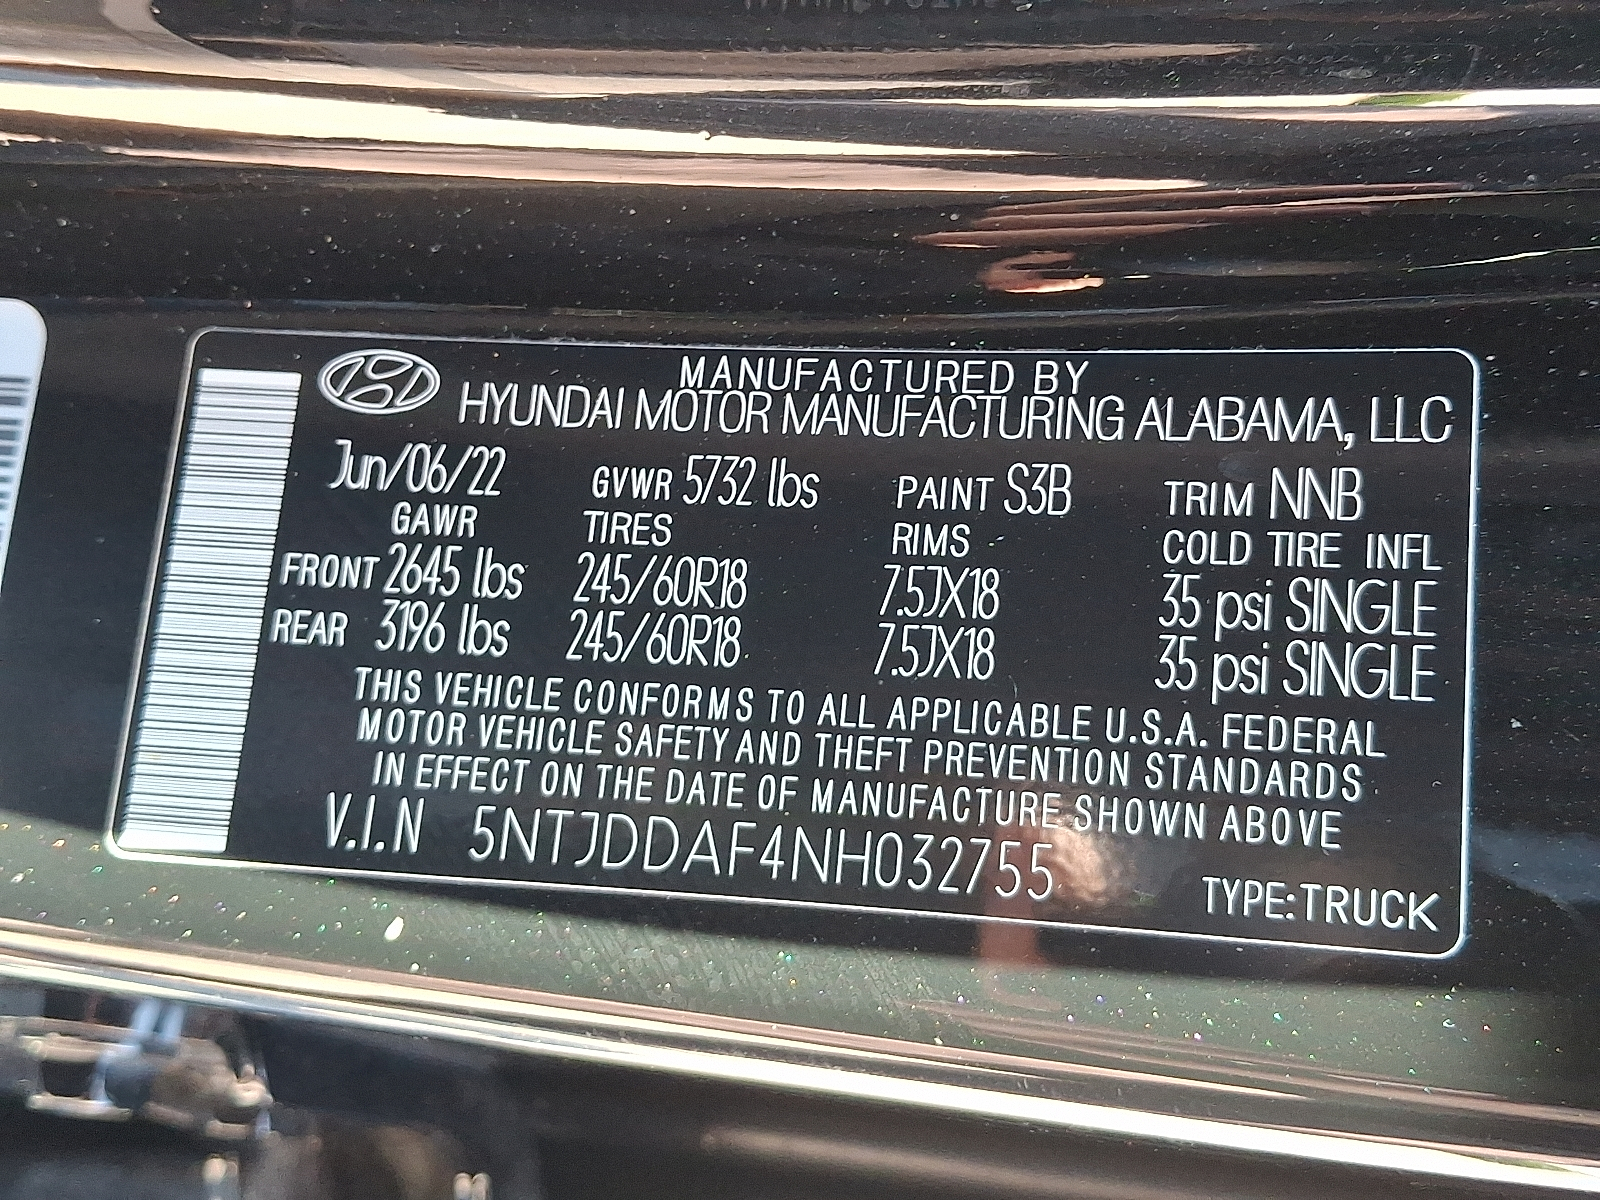 MANUFACTURED BY
HYUNDAI MOTOR MANUFACTURING ALABAMA, LLC
Jun/06/22 GVWR 5732 lbs PAINT S3B TRIM NNB
GAWR TIRES RIMS COLD TIRE INFL
FRONT 2645 lbs 245/60R18 7.5JX18 35 psi SINGLE
REAR 3196 lbs 245/60R18 7.5JX18 35 psi SINGLE
THIS VEHICLE CONFORMS TO ALL APPLICABLE U.S.A. FEDERAL
MOTOR VEHICLE SAFETY AND THEFT PREVENTION STANDARDS
IN EFFECT ON THE DATE OF MANUFACTURE SHOWN ABOVE
V.I.N 5NTJDDAF4NH032755 TYPE:TRUCK